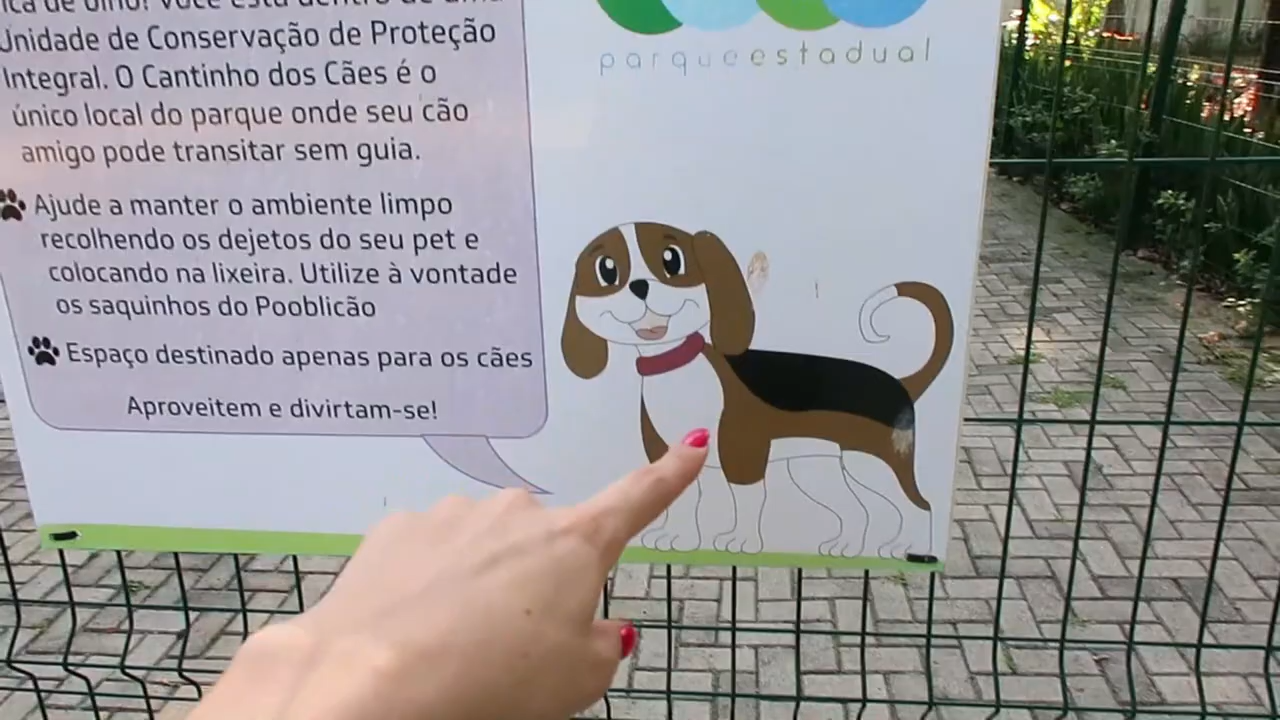 de olho! Você está dentro de uma
Unidade de Conservação de Proteção
Integral. O Cantinho dos Cães é o
único local do parque onde seu cão
amigo pode transitar sem guia.
Ajude a manter o ambiente limpo
recolhendo os dejetos do seu pet e
colocando na lixeira. Utilize à vontade
os saquinhos do Pooblicão
Espaço destinado apenas para os cães
Aproveitem e divirtam-se!
parqueestadual